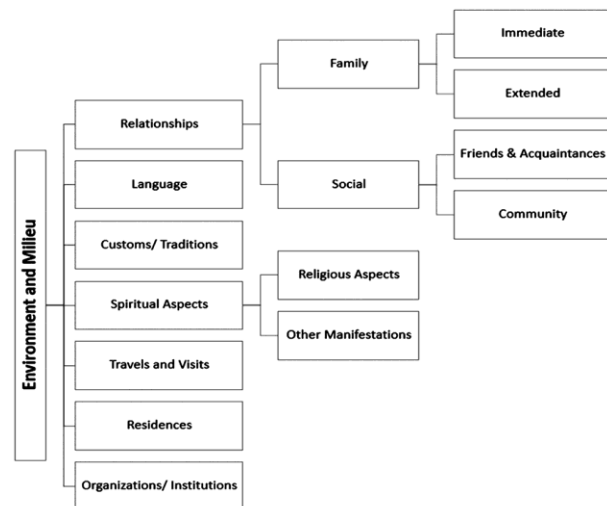 Environment and Milieu
Relationships
Family
Immediate
Extended
Social
Friends & Acquaintances
Community
Language
Customs/ Traditions
Spiritual Aspects
Religious Aspects
Other Manifestations
Travels and Visits
Residences
Organizations/ Institutions